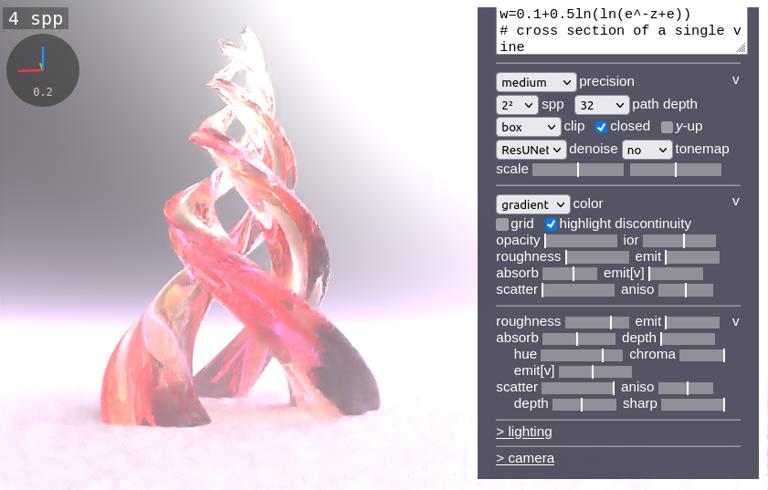 4 spp
0.2
w=0.1+0.5ln(ln(e^-z+e))
# cross section of a single v
ine
medium precision v
2² spp 32 path depth
box clip closed y-up
ResUNet denoise no tonemap
scale
gradient color v
grid highlight discontinuity
opacity ior
roughness emit
absorb emit[v]
scatter aniso
roughness emit v
absorb depth
hue chroma
emit[v]
scatter aniso
depth sharp
> lighting
> camera